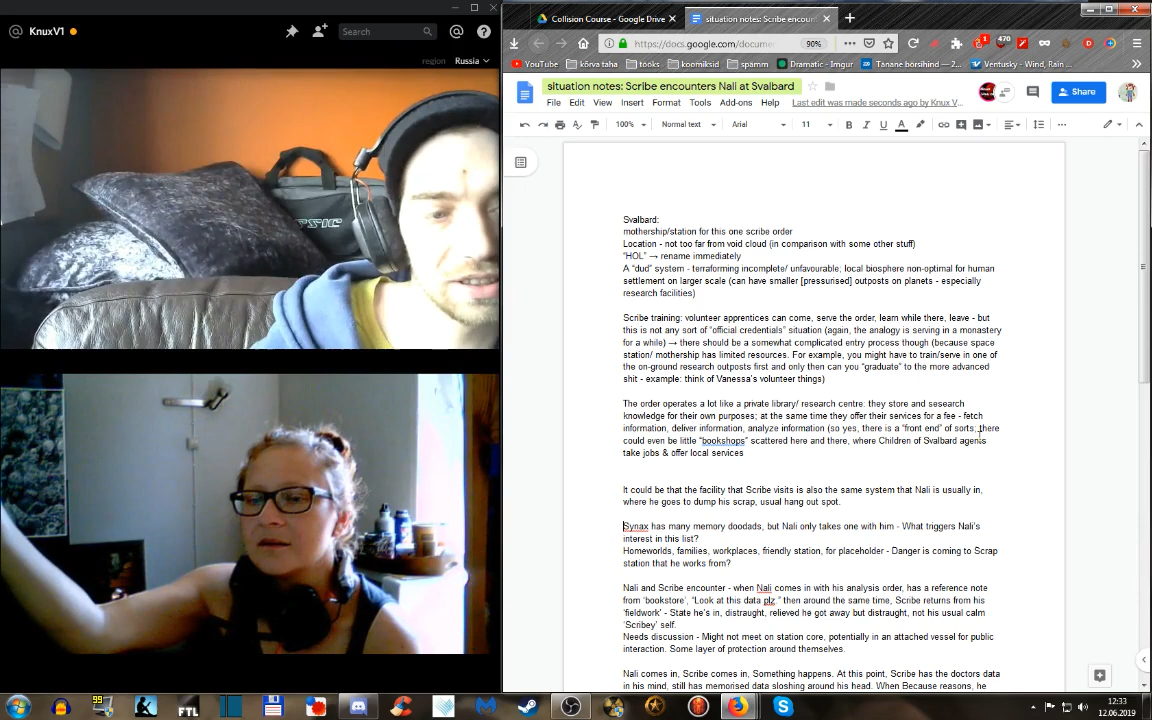 KnuxV1
Search
region
Russia
SSIC
Collision Course - Google Drive
situation notes: Scribe encount
https://docs.google.com/docume
90%
1
470
YouTube
kõrva taha
tööks
koomiksid
spämm
Dramatic - Imgur
Tänane börsihind — ...
Ventusky - Wind, Rain ...
situation notes: Scribe encounters Nali at Svalbard
File Edit View Insert Format Tools Add-ons Help Last edit was made seconds ago by Knux V...
Share
100% Normal text Arial 11 B I U A
Svalbard:
mothership/station for this one scribe order
Location - not too far from void cloud (in comparison with some other stuff)
"HOL" → rename immediately
A "dud" system - terraforming incomplete/ unfavourable; local biosphere non-optimal for human
settlement on larger scale (can have smaller [pressurised] outposts on planets - especially
research facilities)
Scribe training: volunteer apprentices can come, serve the order, learn while there, leave - but
this is not any sort of "official credentials" situation (again, the analogy is serving in a monastery
for a while) → there should be a somewhat complicated entry process though (because space
station/ mothership has limited resources. For example, you might have to train/serve in one of
the on-ground research outposts first and only then can you "graduate" to the more advanced
shit - example: think of Vanessa's volunteer things)
The order operates a lot like a private library/ research centre: they store and sesearch
knowledge for their own purposes; at the same time they offer their services for a fee - fetch
information, deliver information, analyze information (so yes, there is a "front end" of sorts; there
could even be little "bookshops" scattered here and there, where Children of Svalbard agents
take jobs & offer local services
It could be that the facility that Scribe visits is also the same system that Nali is usually in,
where he goes to dump his scrap, usual hang out spot.
Synax has many memory doodads, but Nali only takes one with him - What triggers Nali's
interest in this list?
Homeworlds, families, workplaces, friendly station, for placeholder - Danger is coming to Scrap
station that he works from?
Nali and Scribe encounter - when Nali comes in with his analysis order, has a reference note
from 'bookstore', "Look at this data plz." then around the same time, Scribe returns from his
'fieldwork' - State he's in, distraught, relieved he got away but distraught, not his usual calm
'Scribey' self.
Needs discussion - Might not meet on station core, potentially in an attached vessel for public
interaction. Some layer of protection around themselves.
Nali comes in, Scribe comes in, Something happens. At this point, Scribe has the doctors data
in his mind, still has memorised data sloshing around his head. When Because reasons, he
99
FTL
12:33
12.06.2019